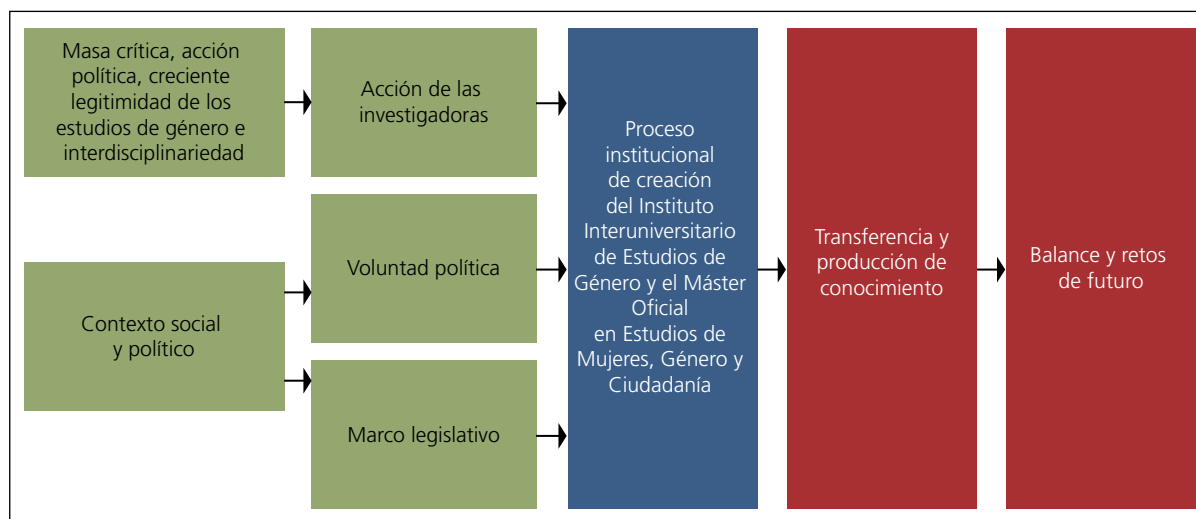 Masa crítica, acción
política, creciente
legitimidad de los
estudios de género e
interdisciplinariedad
Acción de las
investigadoras
Contexto social
y político
Voluntad política
Marco legislativo
Proceso
institucional
de creación
del Instituto
Interuniversitario
de Estudios de
Género y el Máster
Oficial
en Estudios de
Mujeres, Género y
Ciudadanía
Transferencia y
producción de
conocimiento
Balance y retos
de futuro